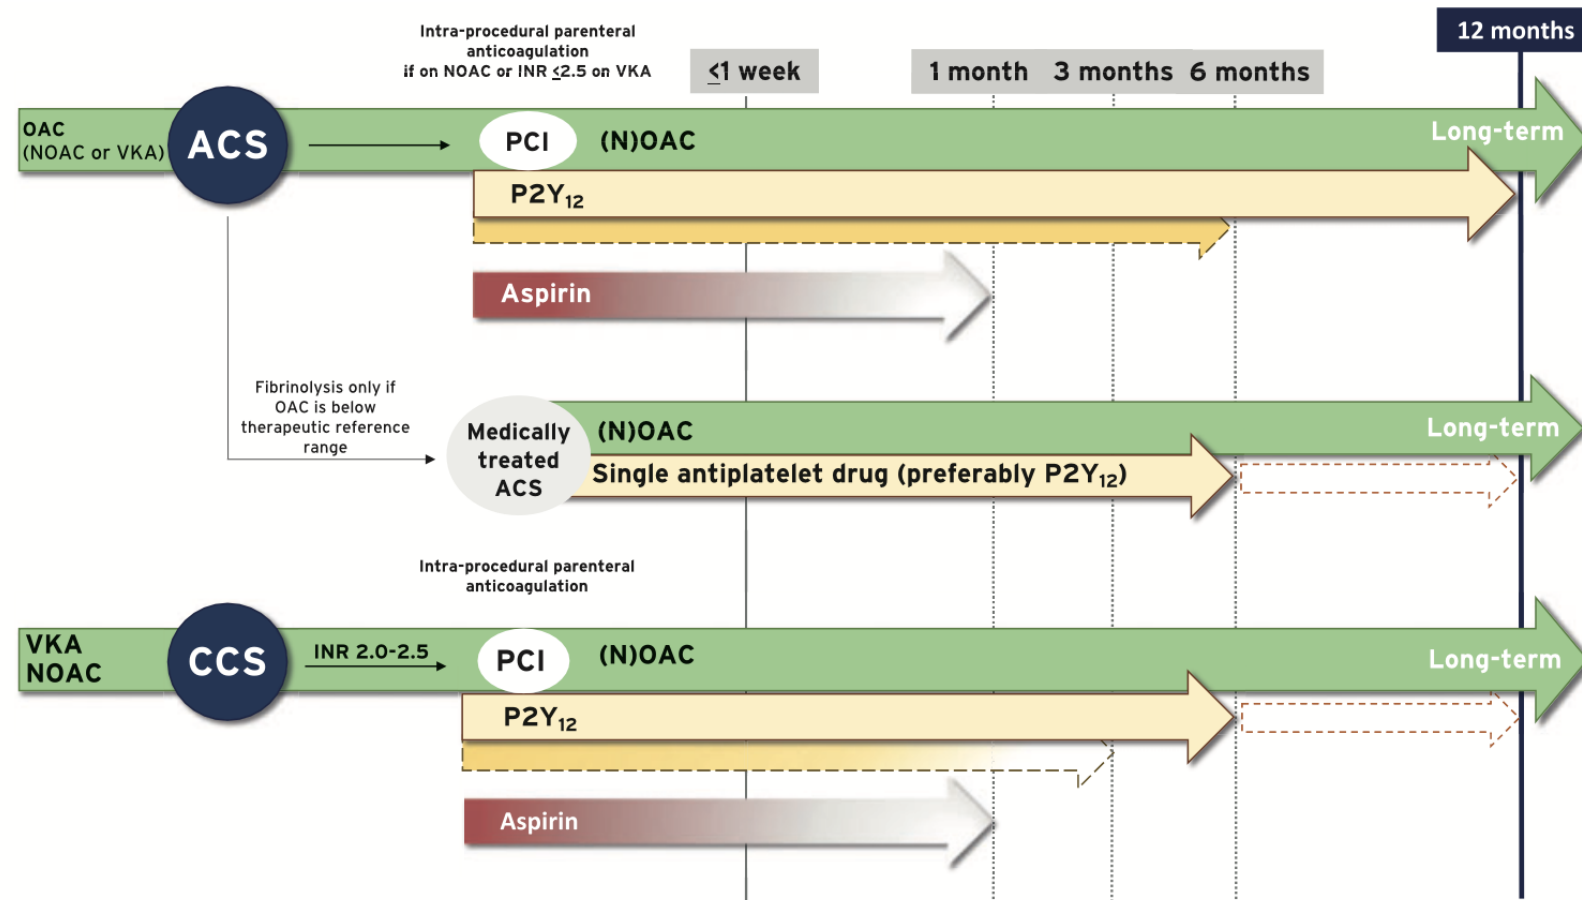 Intra-procedural parenteral
anticoagulation
if on NOAC or INR ≤2.5 on VKA
≤1 week
1 month
3 months
6 months
12 months
OAC
(NOAC or VKA)
ACS
PCI
(N)OAC
Long-term
P2Y₁₂
Aspirin
Fibrinolysis only if
OAC is below
therapeutic reference
range
Medically
treated
ACS
(N)OAC
Long-term
Single antiplatelet drug (preferably P2Y₁₂)
Intra-procedural parenteral
anticoagulation
VKA
NOAC
CCS
INR 2.0-2.5
PCI
(N)OAC
Long-term
P2Y₁₂
Aspirin